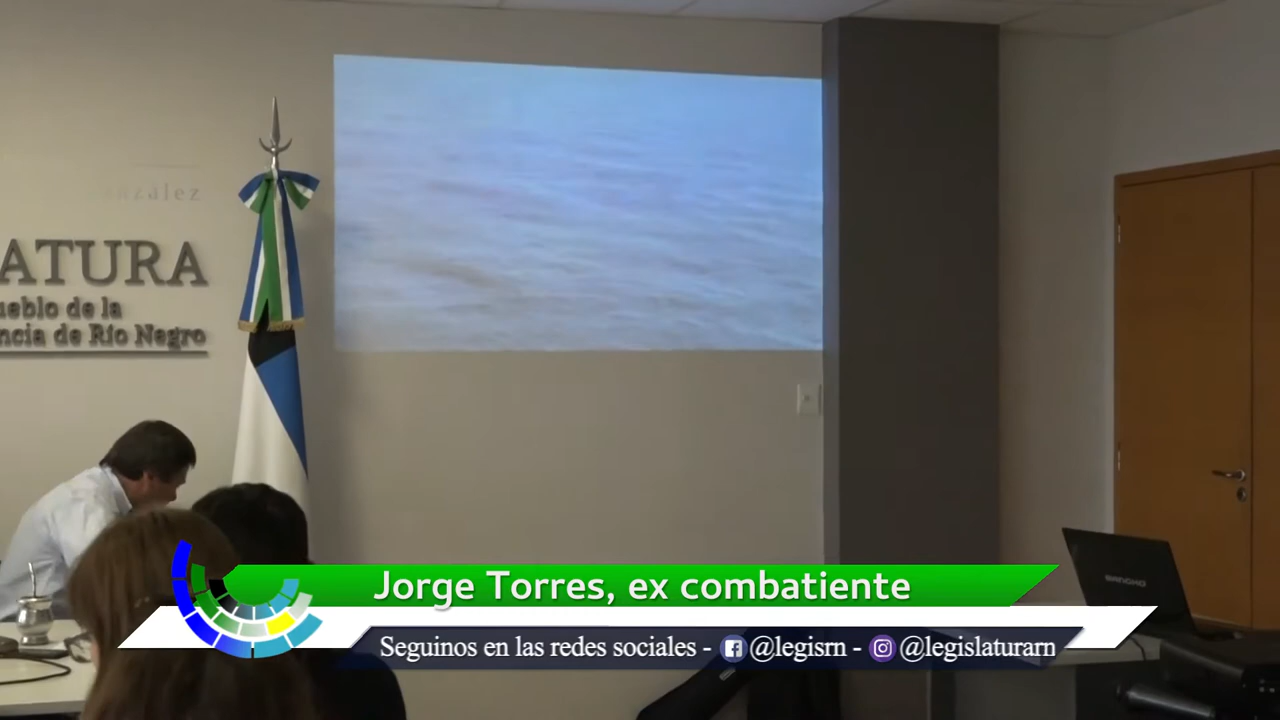 ATURA
ueblo de la
ncia de Río Negro
BANGHO
Jorge Torres, ex combatiente
Seguinos en las redes sociales - @legisrn - @legislaturarn